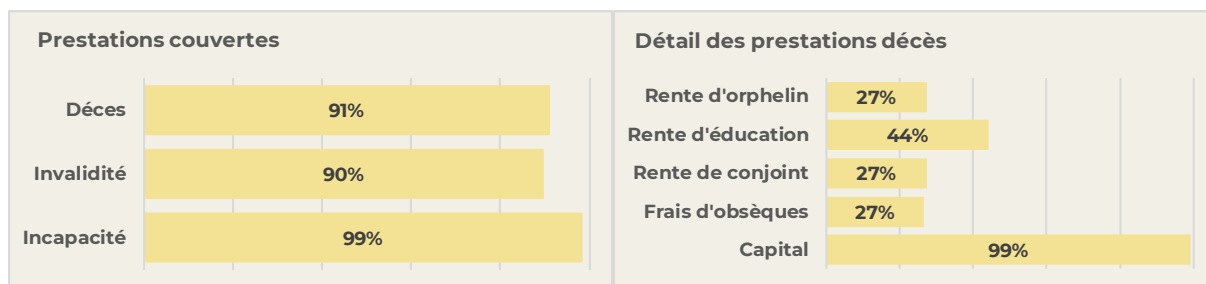 Prestations couvertes
Déces 91%
Invalidité 90%
Incapacité 99%
Détail des prestations décès
Rente d'orphelin 27%
Rente d'éducation 44%
Rente de conjoint 27%
Frais d'obsèques 27%
Capital 99%